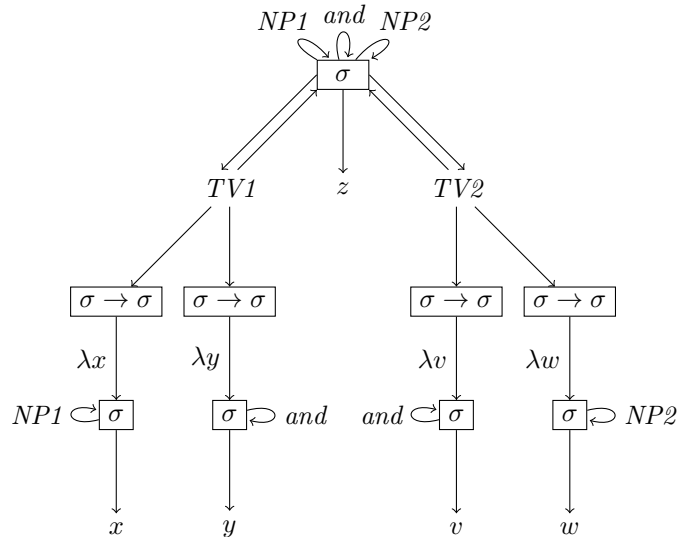 NP1 and NP2
σ
TV1 z TV2
σ → σ σ → σ σ → σ σ → σ
λx λy λv λw
NP1 σ σ and and σ σ NP2
x y v w